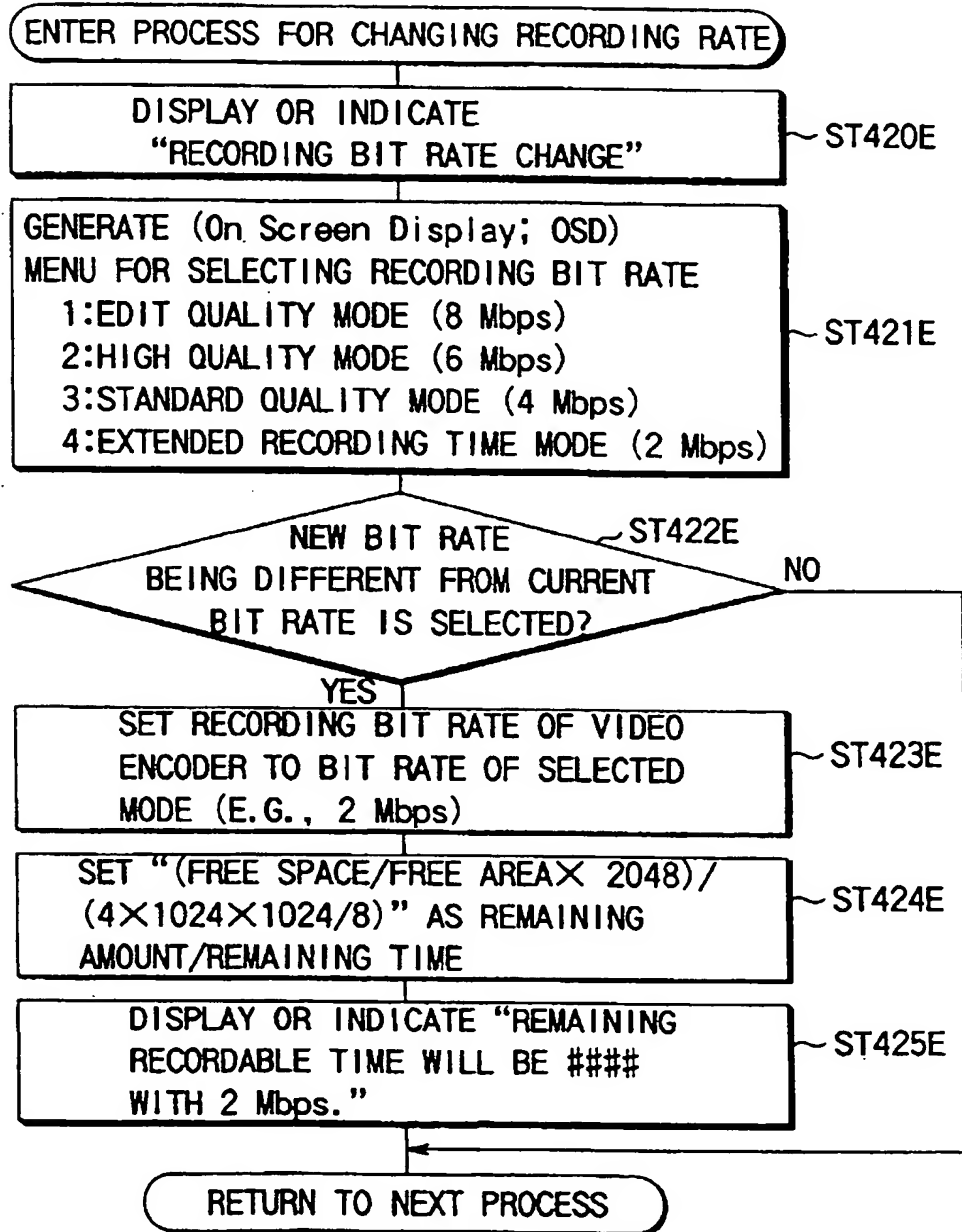 ENTER PROCESS FOR CHANGING RECORDING RATE
DISPLAY OR INDICATE
“RECORDING BIT RATE CHANGE”
ST420E
GENERATE (On Screen Display; OSD)
MENU FOR SELECTING RECORDING BIT RATE
1:EDIT QUALITY MODE (8 Mbps)
2:HIGH QUALITY MODE (6 Mbps)
3:STANDARD QUALITY MODE (4 Mbps)
4:EXTENDED RECORDING TIME MODE (2 Mbps)
ST421E
NEW BIT RATE
BEING DIFFERENT FROM CURRENT
BIT RATE IS SELECTED?
ST422E
NO
YES
SET RECORDING BIT RATE OF VIDEO
ENCODER TO BIT RATE OF SELECTED
MODE (E.G., 2 Mbps)
ST423E
SET “(FREE SPACE/FREE AREA× 2048)/
(4×1024×1024/8)” AS REMAINING
AMOUNT/REMAINING TIME
ST424E
DISPLAY OR INDICATE “REMAINING
RECORDABLE TIME WILL BE ####
WITH 2 Mbps.”
ST425E
RETURN TO NEXT PROCESS